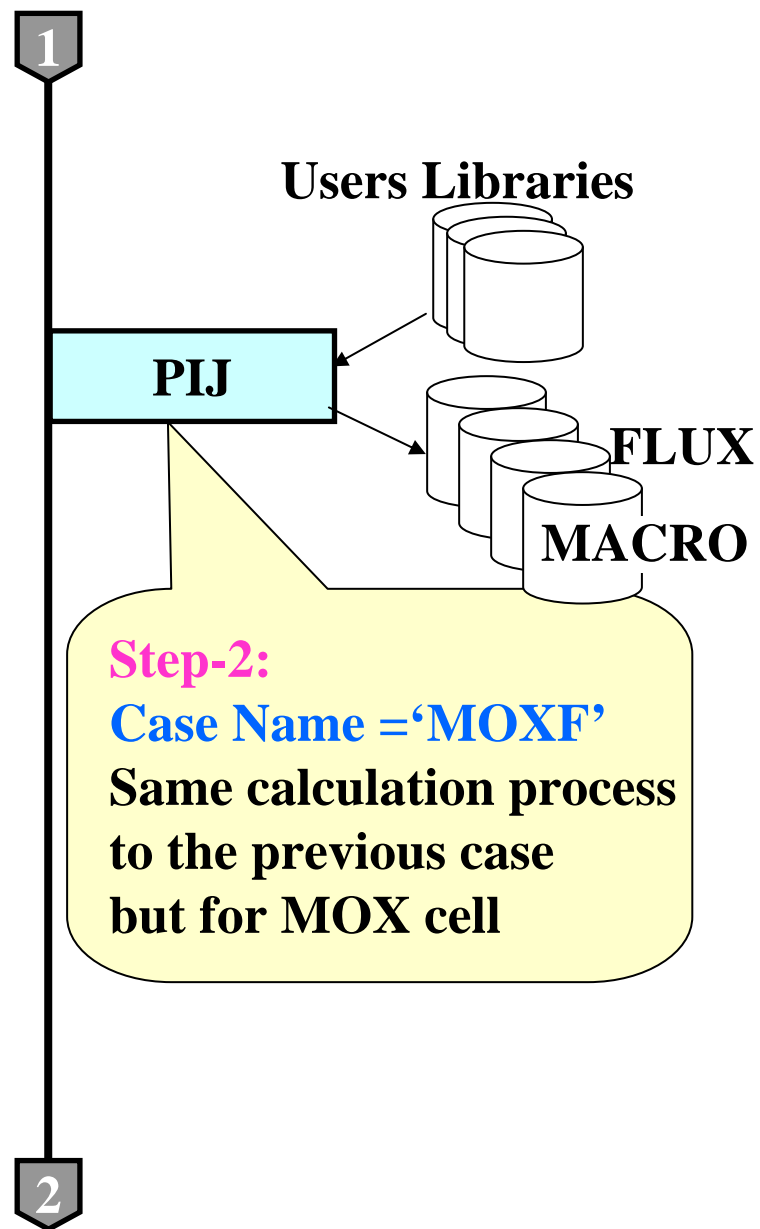 1
Users Libraries
PIJ
FLUX
MACRO
Step-2:
Case Name =‘MOXF’
Same calculation process
to the previous case
but for MOX cell
2